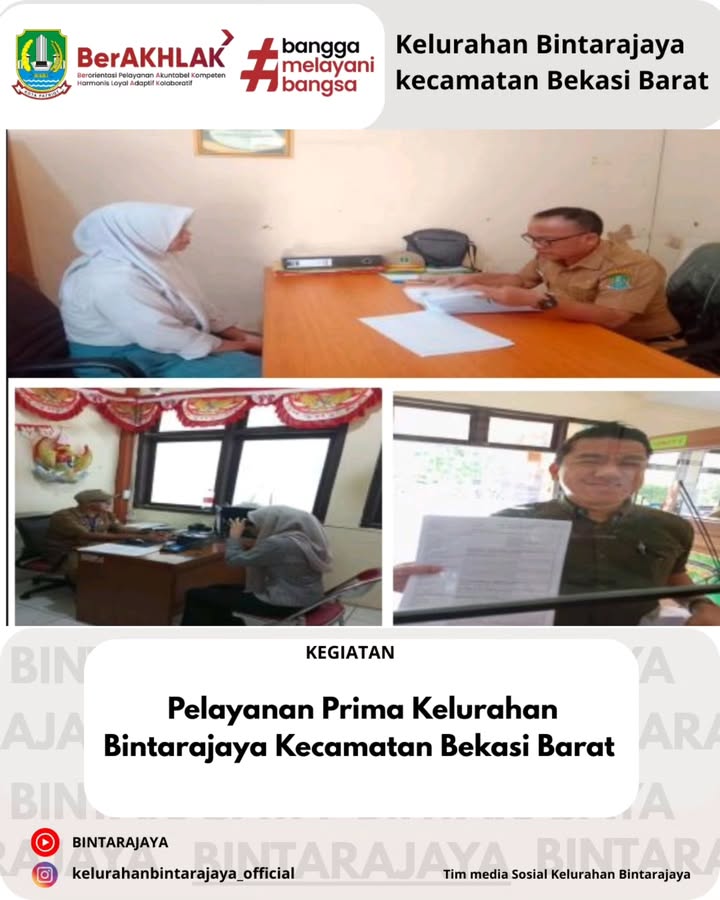 BerAKHLAK
Berorientasi Pelayanan Akuntabel Kompeten
Harmonis Loyal Adaptif Kolaboratif
#
bangga
melayani
bangsa
Kelurahan Bintarajaya
kecamatan Bekasi Barat
KEGIATAN
Pelayanan Prima Kelurahan
Bintarajaya Kecamatan Bekasi Barat
BINTARAJAYA
kelurahanbintarajaya_official
Tim media Sosial Kelurahan Bintarajaya
BINTARAJAYA